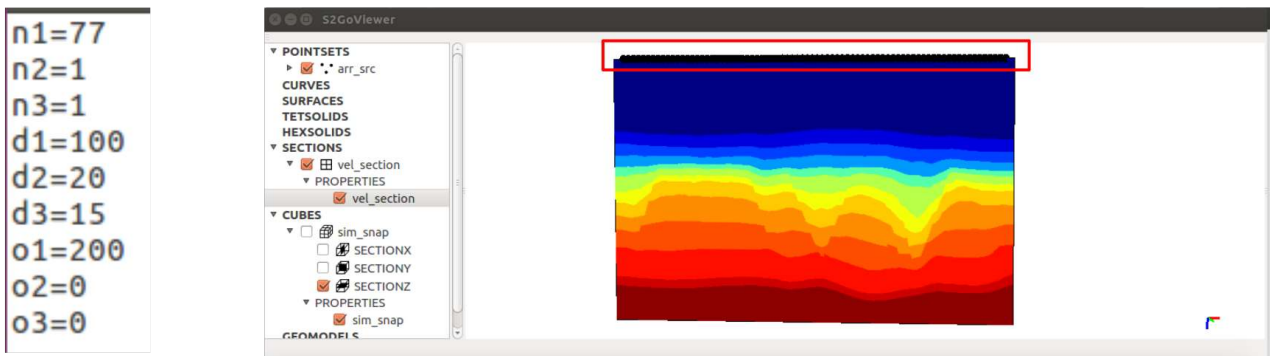 n1=77
n2=1
n3=1
d1=100
d2=20
d3=15
o1=200
o2=0
o3=0
S2GoViewer
POINTSETS
arr_src
CURVES
SURFACES
TETSOLIDS
HEXSOLIDS
SECTIONS
vel_section
PROPERTIES
vel_section
CUBES
sim_snap
SECTIONX
SECTIONY
SECTIONZ
PROPERTIES
sim_snap
GEOMODELS